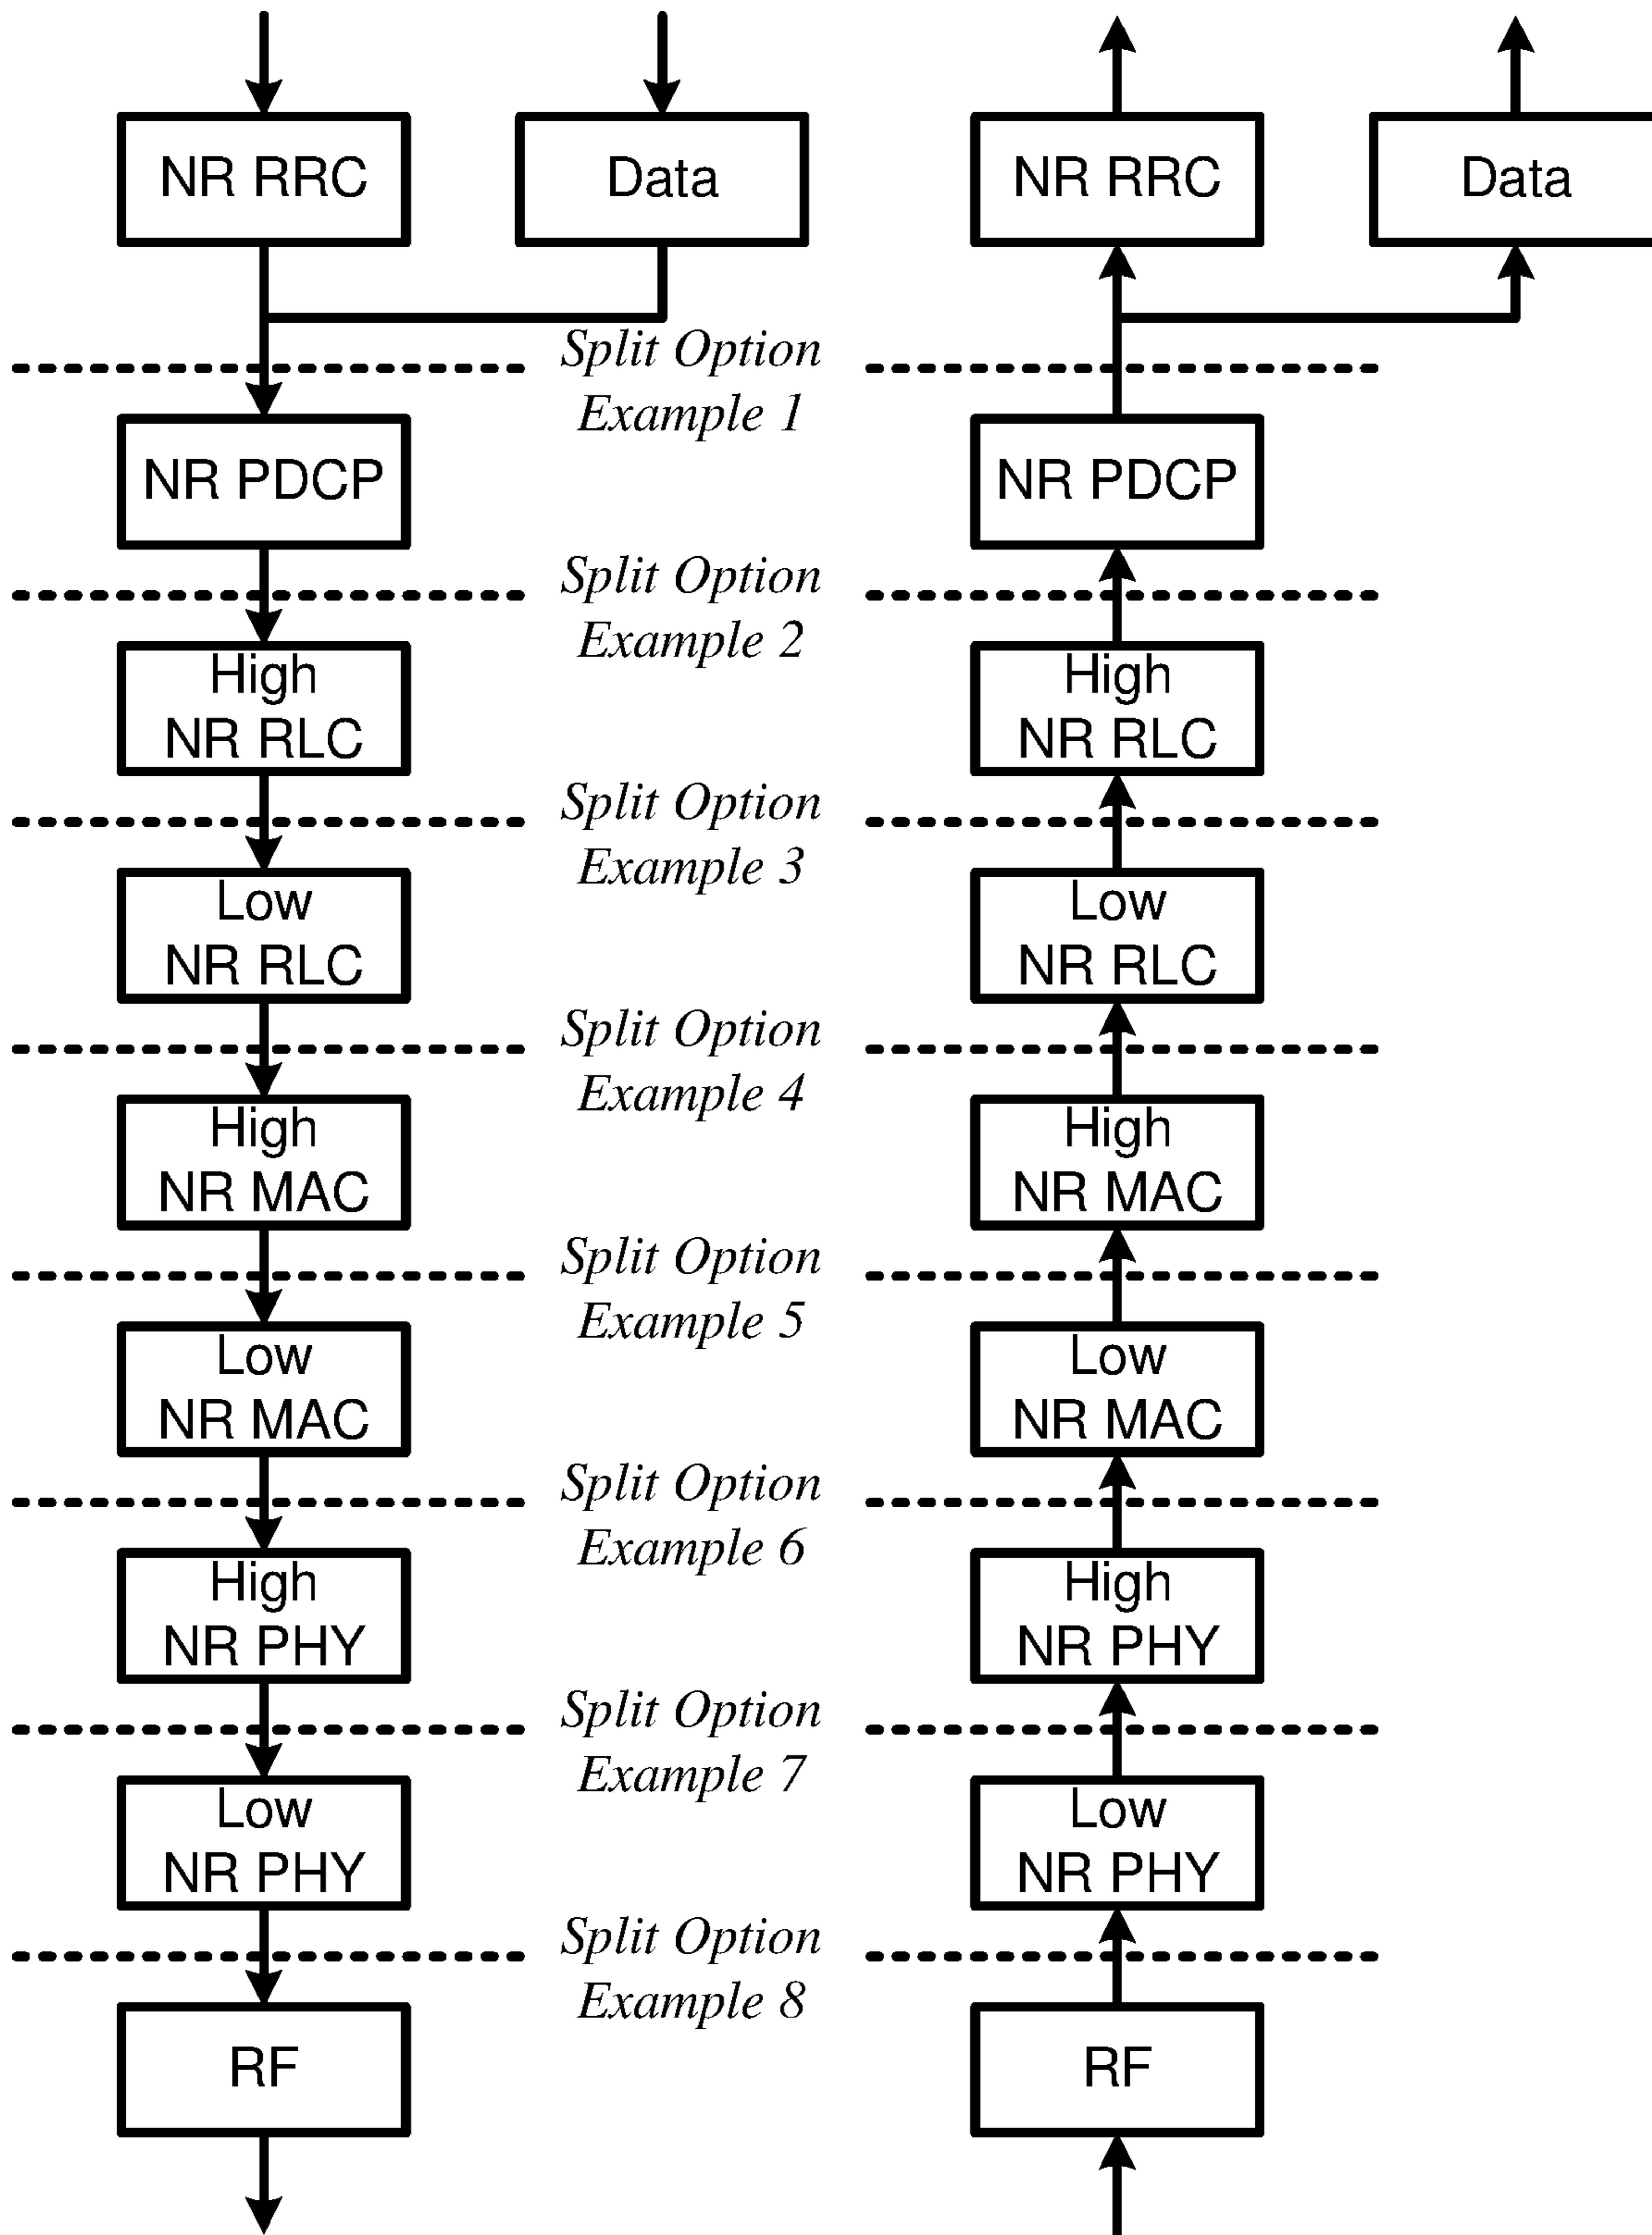 NR RRC
Data
NR RRC
Data
Split Option
Example 1
NR PDCP
NR PDCP
Split Option
Example 2
High
NR RLC
High
NR RLC
Split Option
Example 3
Low
NR RLC
Low
NR RLC
Split Option
Example 4
High
NR MAC
High
NR MAC
Split Option
Example 5
Low
NR MAC
Low
NR MAC
Split Option
Example 6
High
NR PHY
High
NR PHY
Split Option
Example 7
Low
NR PHY
Low
NR PHY
Split Option
Example 8
RF
RF